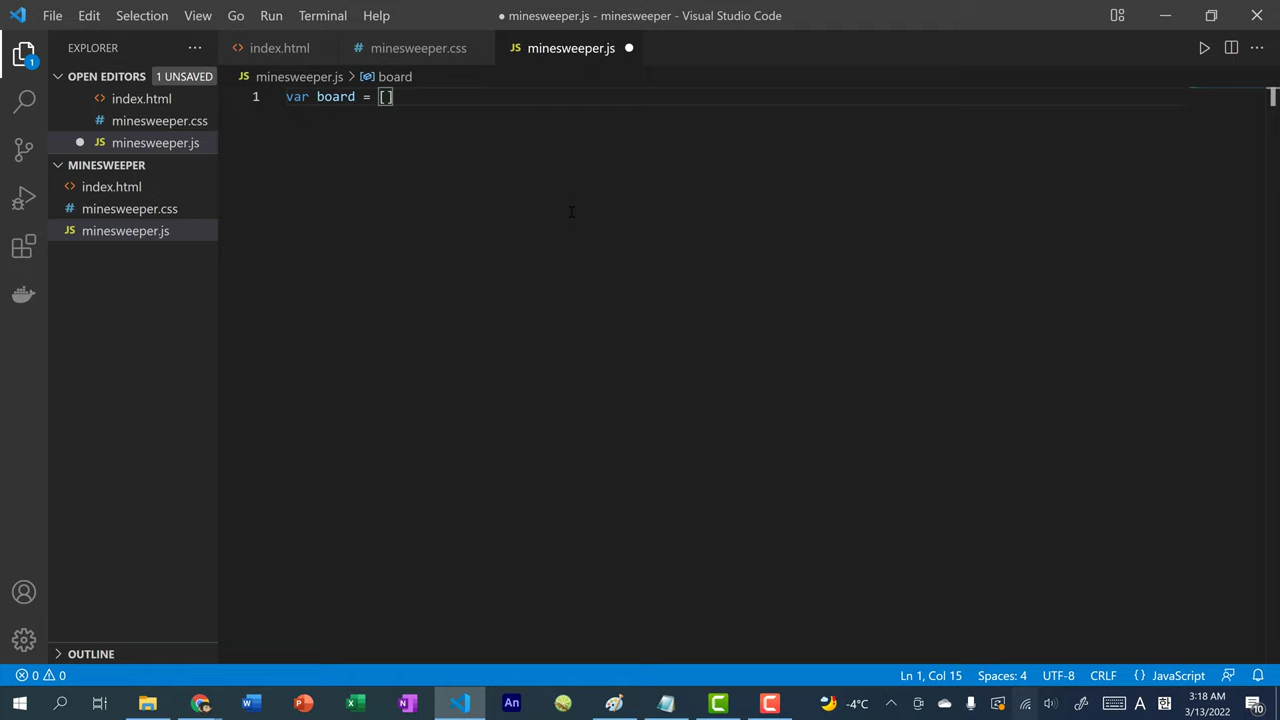 File Edit Selection View Go Run Terminal Help
● minesweeper.js - minesweeper - Visual Studio Code
EXPLORER
index.html
# minesweeper.css
JS minesweeper.js
OPEN EDITORS 1 UNSAVED
index.html
# minesweeper.css
JS minesweeper.js
MINESWEEPER
index.html
# minesweeper.css
JS minesweeper.js
OUTLINE
JS minesweeper.js > board
1 var board = []
1
0 0
Ln 1, Col 15 Spaces: 4 UTF-8 CRLF {} JavaScript
W P X N An C C
-4°C
A
3:18 AM
3/13/2022
10